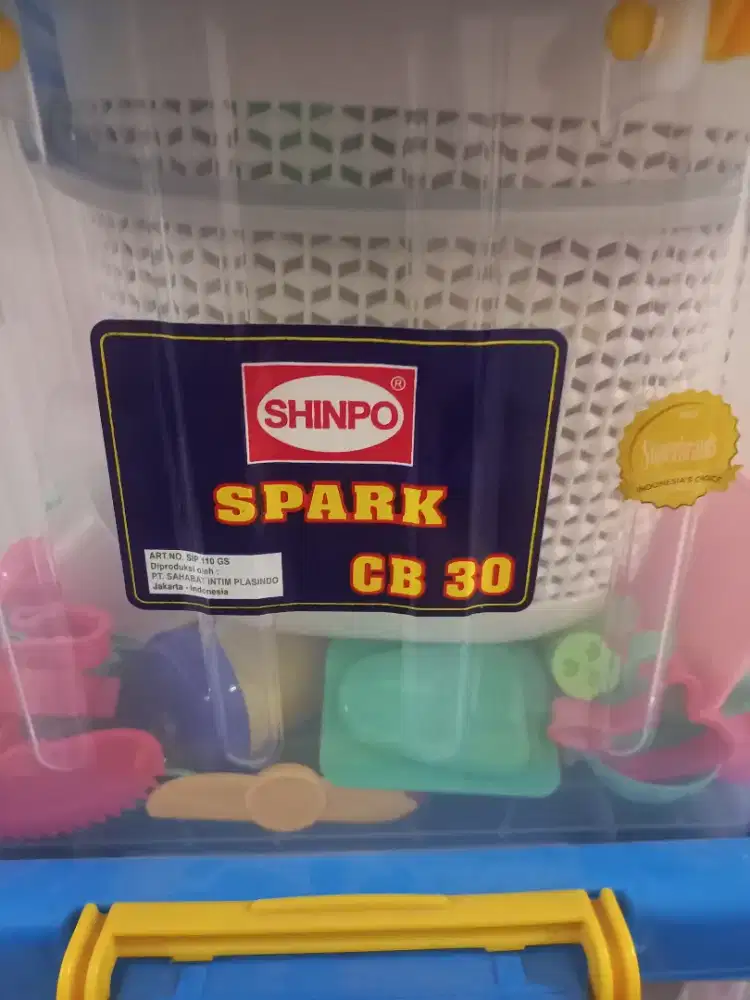 SHINPO®
SPARK
CB 30
ART.NO. SIP 110 GS
Diproduksi oleh :
PT. SAHABAT INTIM PLASINDO
Jakarta - Indonesia
Superbrands
INDONESIA'S CHOICE